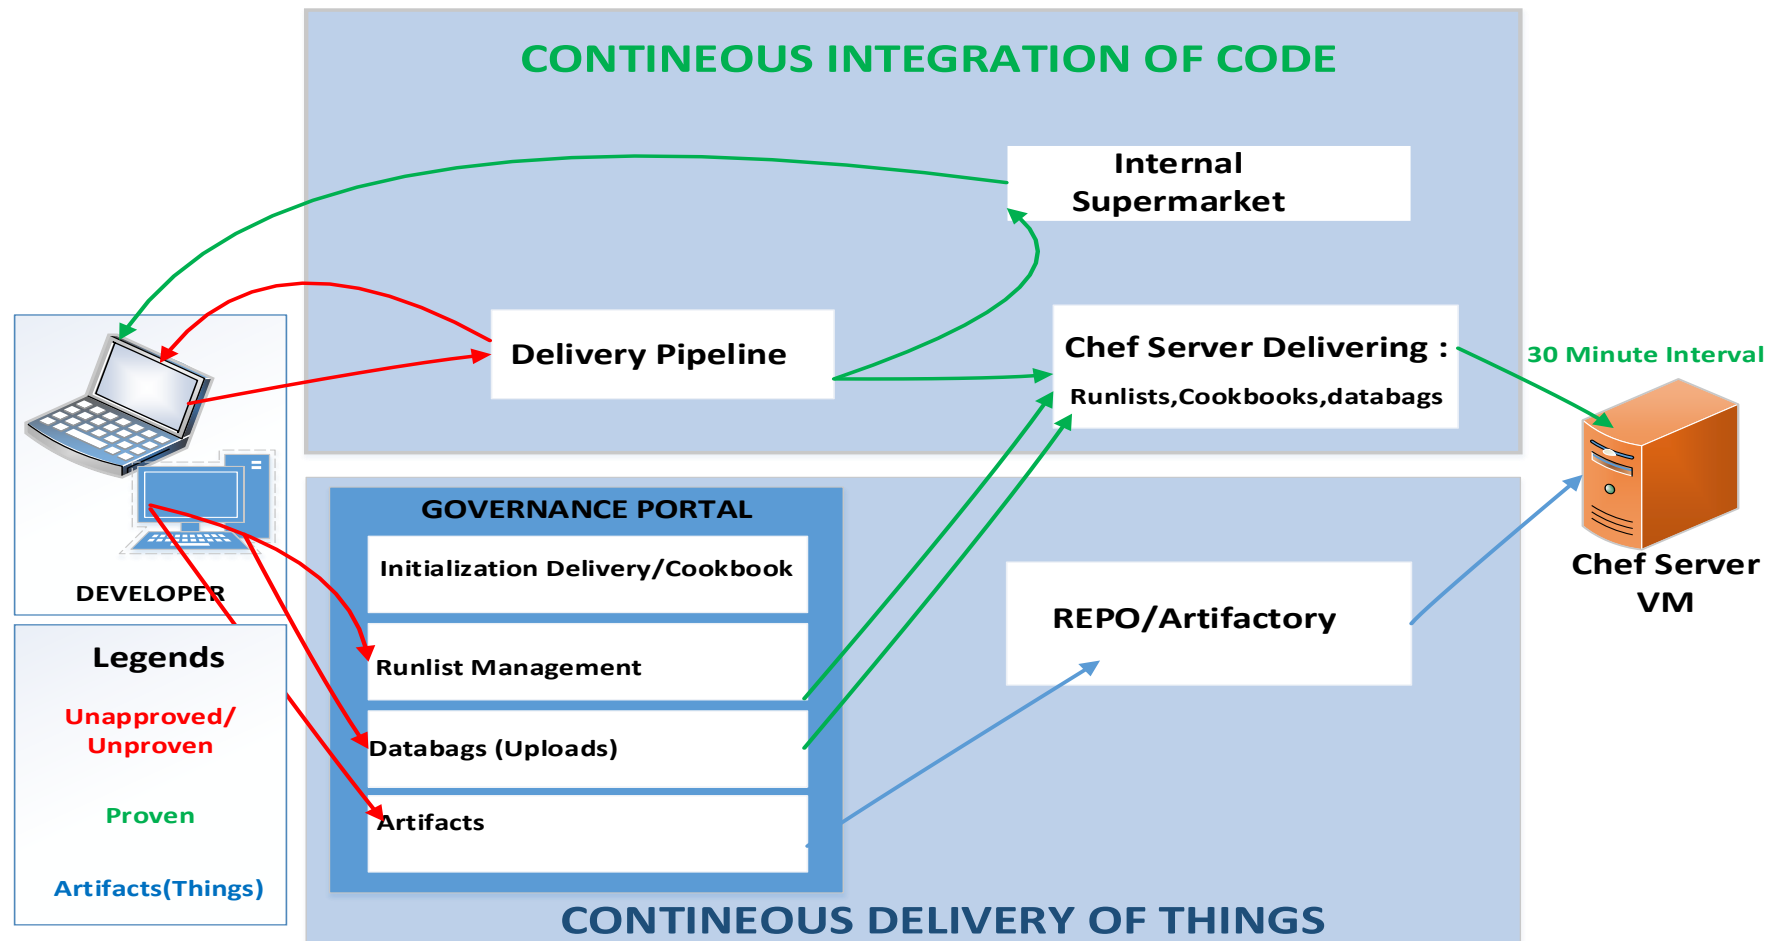 CONTINEOUS INTEGRATION OF CODE
Internal
Supermarket
Delivery Pipeline
Chef Server Delivering :
Runlists,Cookbooks,databags
30 Minute Interval
Chef Server
VM
DEVELOPER
GOVERNANCE PORTAL
Initialization Delivery/Cookbook
Runlist Management
Databags (Uploads)
Artifacts
REPO/Artifactory
Legends
Unapproved/
Unproven
Proven
Artifacts(Things)
CONTINEOUS DELIVERY OF THINGS